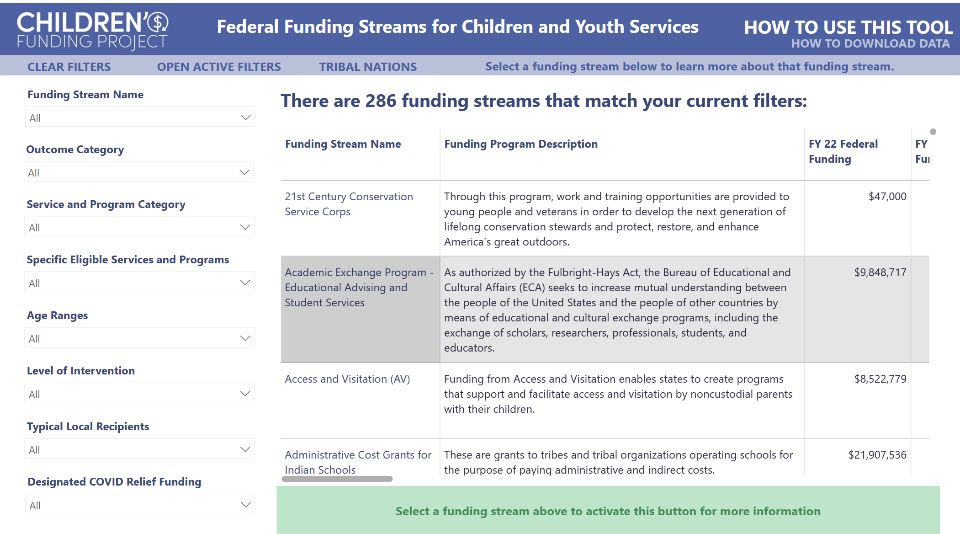 CHILDREN'S
FUNDING PROJECT
Federal Funding Streams for Children and Youth Services
HOW TO USE THIS TOOL
HOW TO DOWNLOAD DATA
CLEAR FILTERS
OPEN ACTIVE FILTERS
TRIBAL NATIONS
Select a funding stream below to learn more about that funding stream.
Funding Stream Name
All
Outcome Category
All
Service and Program Category
All
Specific Eligible Services and Programs
All
Age Ranges
All
Level of Intervention
All
Typical Local Recipients
All
Designated COVID Relief Funding
All
There are 286 funding streams that match your current filters:
Funding Stream Name
Funding Program Description
FY 22 Federal
Funding
FY
21st Century Conservation
Service Corps
Through this program, work and training opportunities are provided to
young people and veterans in order to develop the next generation of
lifelong conservation stewards and protect, restore, and enhance
America's great outdoors.
$47,000
Academic Exchange Program -
Educational Advising and
Student Services
As authorized by the Fulbright-Hays Act, the Bureau of Educational and
Cultural Affairs (ECA) seeks to increase mutual understanding between
the people of the United States and the people of other countries by
means of educational and cultural exchange programs, including the
exchange of scholars, researchers, professionals, students, and
educators.
$9,848,717
Access and Visitation (AV)
Funding from Access and Visitation enables states to create programs
that support and facilitate access and visitation by noncustodial parents
with their children.
$8,522,779
Administrative Cost Grants for
Indian Schools
These are grants to tribes and tribal organizations operating schools for
the purpose of paying administrative and indirect costs.
$21,907,536
Select a funding stream above to activate this button for more information